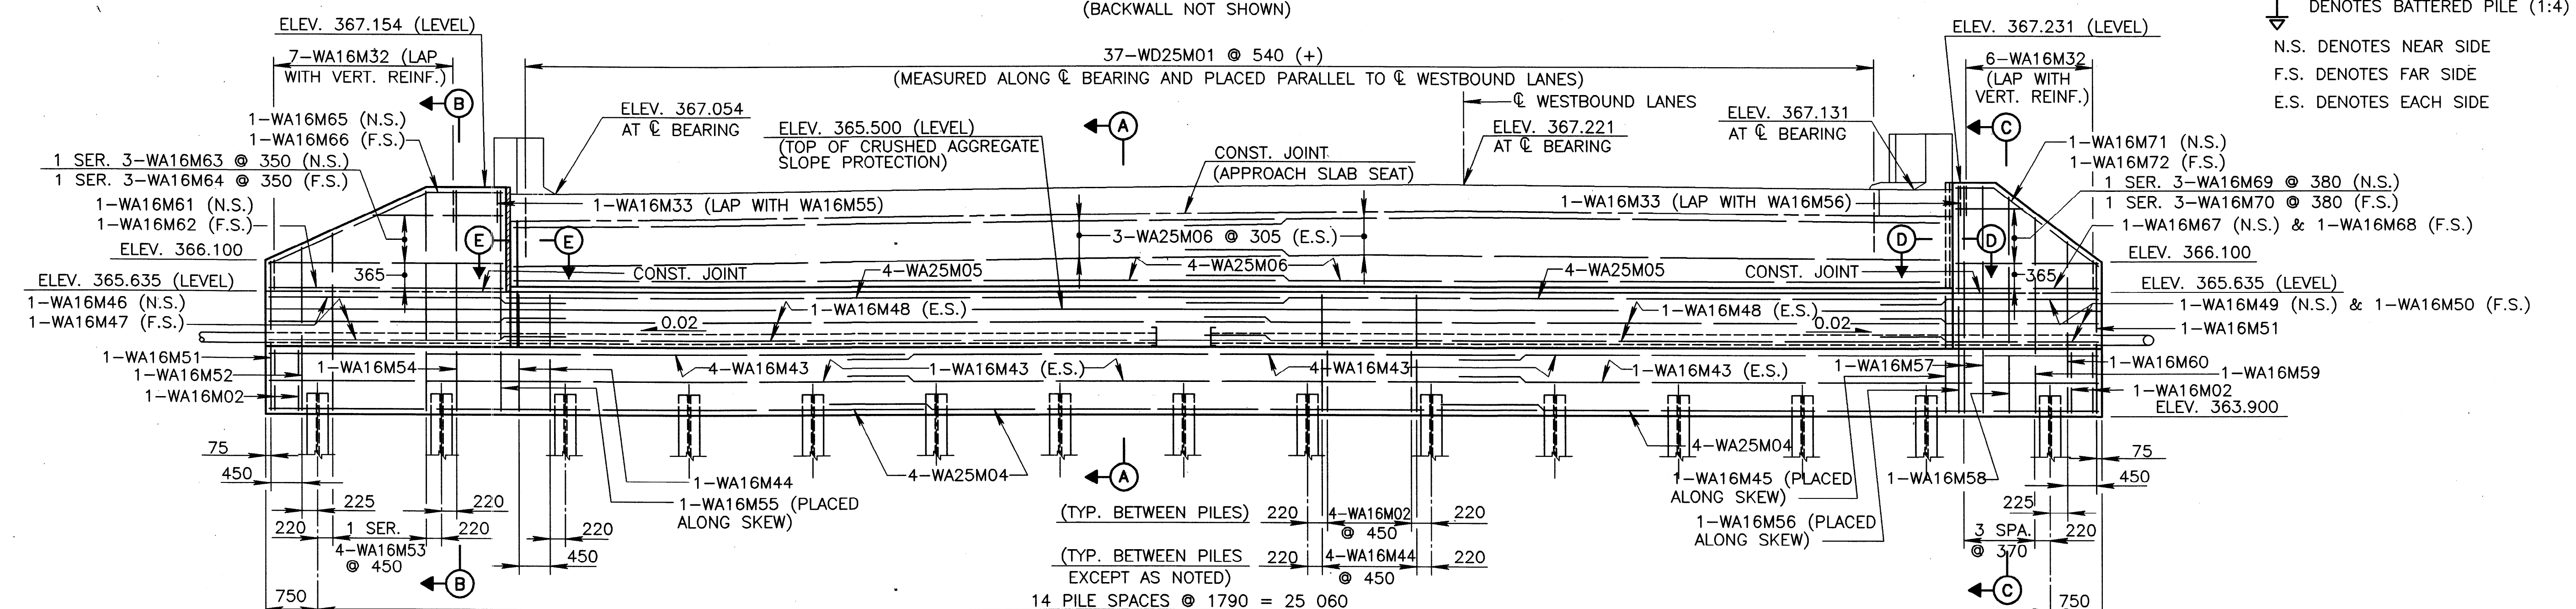 (BACKWALL NOT SHOWN)
DENOTES BATTERED PILE (1:4)
N.S. DENOTES NEAR SIDE
F.S. DENOTES FAR SIDE
E.S. DENOTES EACH SIDE
ELEV. 367.154 (LEVEL)
7-WA16M32 (LAP
WITH VERT. REINF.)
37-WD25M01 @ 540 (+)
(MEASURED ALONG ℄ BEARING AND PLACED PARALLEL TO ℄ WESTBOUND LANES)
ELEV. 367.231 (LEVEL)
6-WA16M32
(LAP WITH
VERT. REINF.)
B
A
C
1-WA16M65 (N.S.)
1-WA16M66 (F.S.)
1 SER. 3-WA16M63 @ 350 (N.S.)
1 SER. 3-WA16M64 @ 350 (F.S.)
1-WA16M61 (N.S.)
1-WA16M62 (F.S.)
ELEV. 366.100
ELEV. 365.635 (LEVEL)
1-WA16M46 (N.S.)
1-WA16M47 (F.S.)
365
ELEV. 367.054
AT ℄ BEARING
ELEV. 365.500 (LEVEL)
(TOP OF CRUSHED AGGREGATE
SLOPE PROTECTION)
CONST. JOINT
(APPROACH SLAB SEAT)
℄ WESTBOUND LANES
ELEV. 367.221
AT ℄ BEARING
ELEV. 367.131
AT ℄ BEARING
1-WA16M71 (N.S.)
1-WA16M72 (F.S.)
1 SER. 3-WA16M69 @ 380 (N.S.)
1 SER. 3-WA16M70 @ 380 (F.S.)
1-WA16M67 (N.S.) & 1-WA16M68 (F.S.)
ELEV. 366.100
365
ELEV. 365.635 (LEVEL)
1-WA16M49 (N.S.) & 1-WA16M50 (F.S.)
1-WA16M51
1-WA16M33 (LAP WITH WA16M55)
1-WA16M33 (LAP WITH WA16M56)
E
E
D
D
3-WA25M06 @ 305 (E.S.)
CONST. JOINT
4-WA25M05
4-WA25M06
4-WA25M05
CONST. JOINT
1-WA16M48 (E.S.)
1-WA16M48 (E.S.)
0.02
0.02
1-WA16M51
1-WA16M52
1-WA16M02
1-WA16M54
4-WA16M43
1-WA16M43 (E.S.)
4-WA16M43
1-WA16M43 (E.S.)
1-WA16M57
1-WA16M60
1-WA16M59
1-WA16M02
ELEV. 363.900
75
450
225
220
1 SER.
220
4-WA16M53
@ 450
220
450
750
B
1-WA16M44
1-WA16M55 (PLACED
ALONG SKEW)
4-WA25M04
A
4-WA25M04
1-WA16M45 (PLACED
ALONG SKEW)
1-WA16M58
1-WA16M56 (PLACED
ALONG SKEW)
75
450
225
3 SPA.
@ 370
220
750
C
(TYP. BETWEEN PILES)
220
4-WA16M02
@ 450
220
(TYP. BETWEEN PILES
EXCEPT AS NOTED)
220
4-WA16M44
@ 450
220
14 PILE SPACES @ 1790 = 25 060